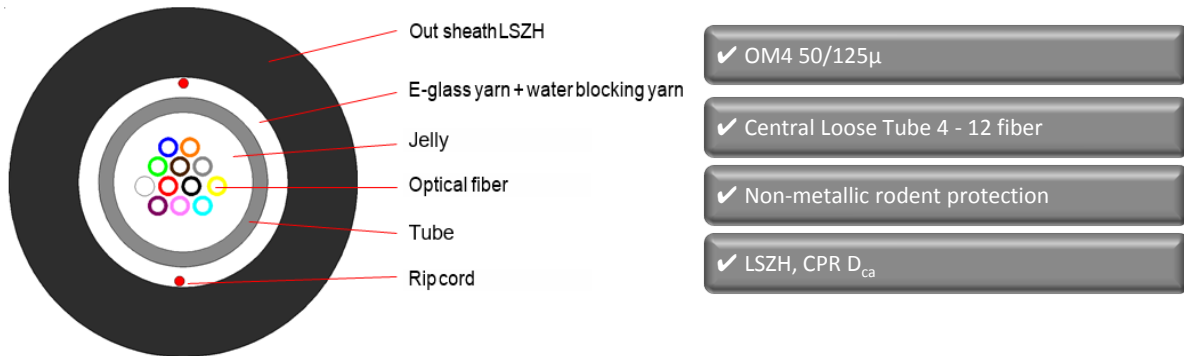 Out sheath LSZH
E-glass yarn + water blocking yarn
Jelly
Optical fiber
Tube
Rip cord
✔ OM4 50/125μ
✔ Central Loose Tube 4 - 12 fiber
✔ Non-metallic rodent protection
✔ LSZH, CPR Dca